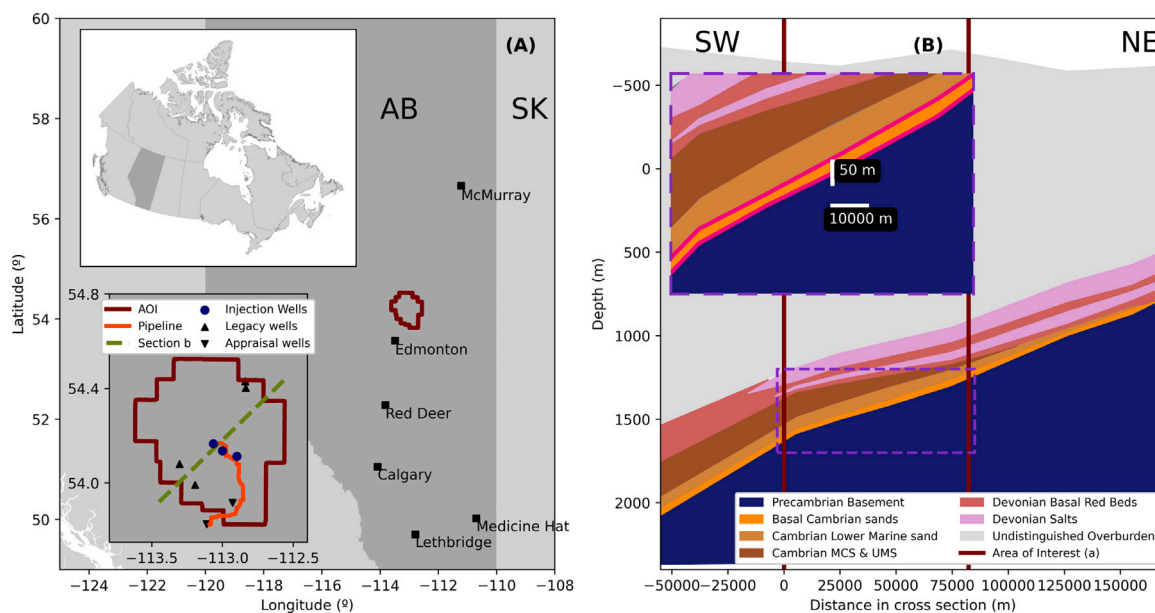 60
58
56
54
52
50
Latitude (º)
(A)
AB
SK
McMurray
Edmonton
Red Deer
Calgary
Medicine Hat
Lethbridge
54.8
54.4
54.0
AOI
Pipeline
Section b
Injection Wells
Legacy wells
Appraisal wells
−113.5
−113.0
−112.5
−124
−122
−120
−118
−116
−114
−112
−110
−108
Longitude (º)
SW
(B)
NE
−500
0
500
1000
1500
2000
Depth (m)
50 m
10000 m
Precambrian Basement
Basal Cambrian sands
Cambrian Lower Marine sand
Cambrian MCS & UMS
Devonian Basal Red Beds
Devonian Salts
Undistinguished Overburden
Area of Interest (a)
−50000
0
25000
50000
75000
100000
150000
Distance in cross section (m)